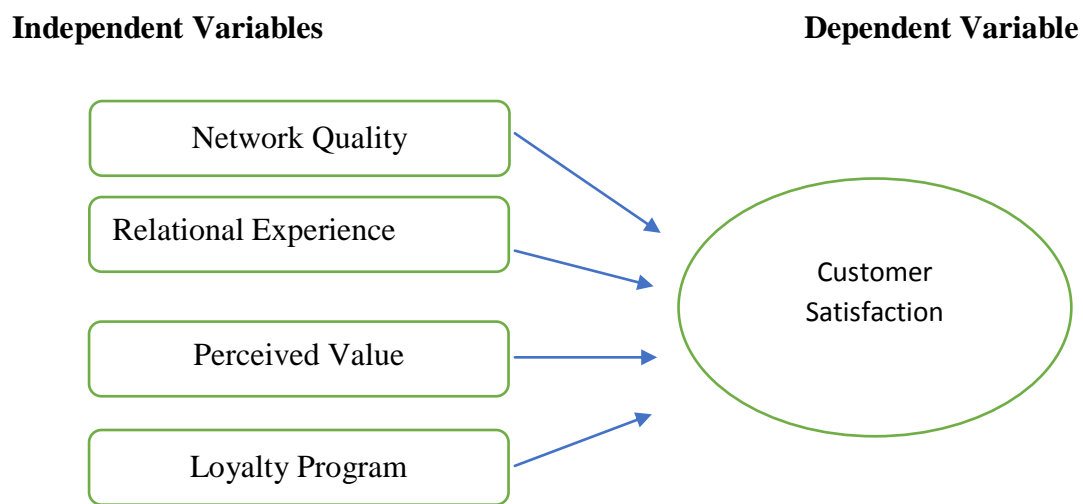 Independent Variables
Dependent Variable
Network Quality
Relational Experience
Perceived Value
Loyalty Program
Customer
Satisfaction